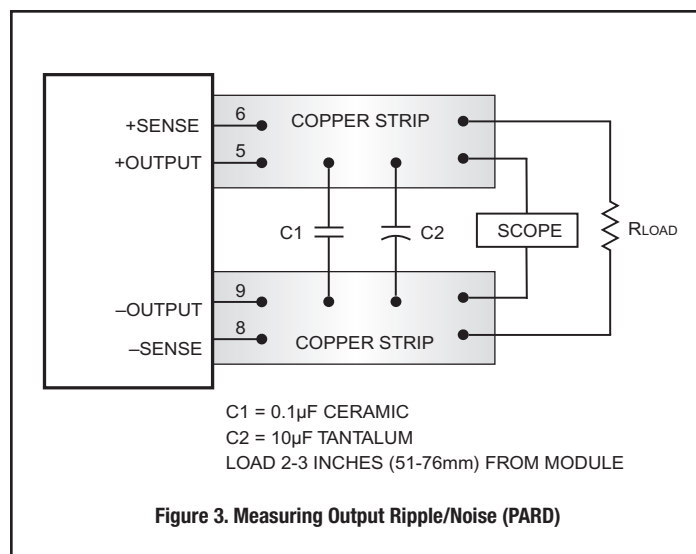 +SENSE 6 COPPER STRIP
+OUTPUT 5
C1 C2 SCOPE RLOAD
–OUTPUT 9
–SENSE 8 COPPER STRIP
C1 = 0.1μF CERAMIC
C2 = 10μF TANTALUM
LOAD 2-3 INCHES (51-76mm) FROM MODULE
Figure 3. Measuring Output Ripple/Noise (PARD)